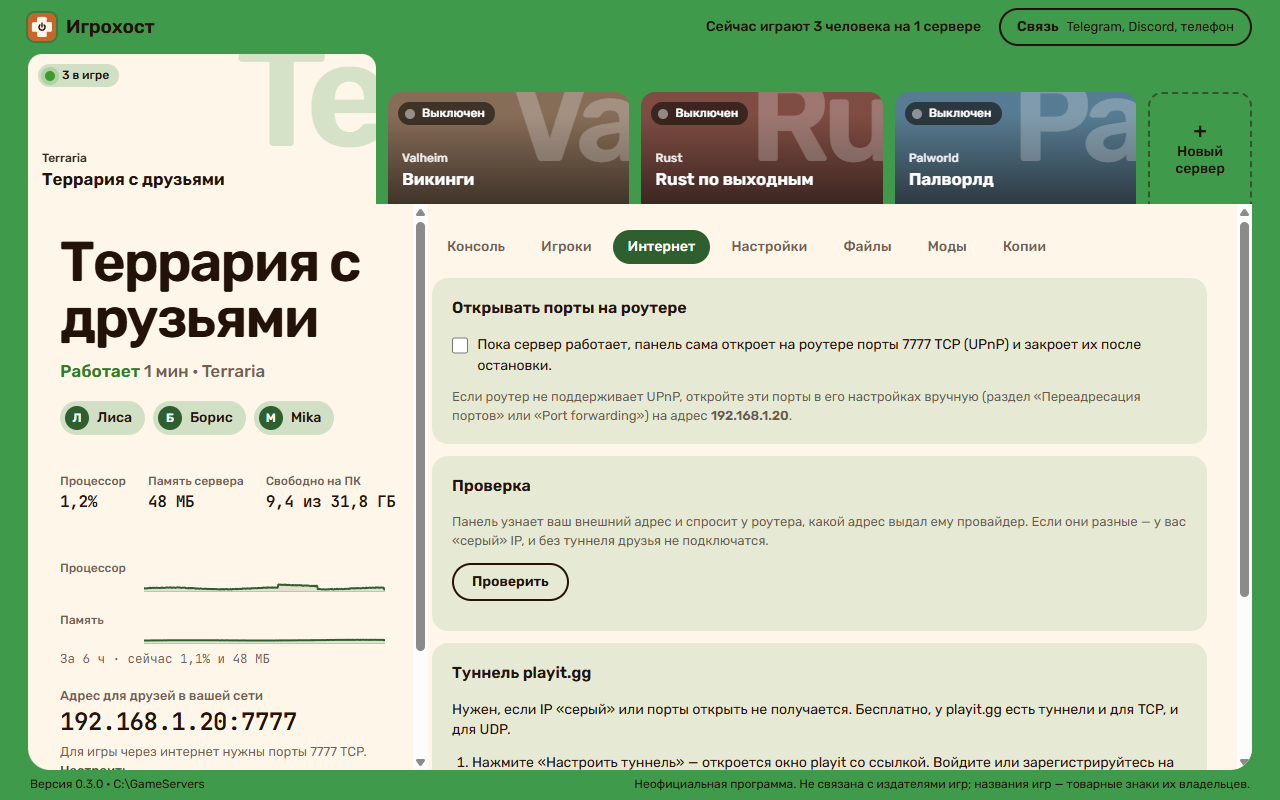 Игрохост
Сейчас играют 3 человека на 1 сервере
Связь Telegram, Discord, телефон
3 в игре
Te
Terraria
Террария с друзьями
Выключен
Va
Valheim
Викинги
Выключен
Ru
Rust
Rust по выходным
Выключен
Pa
Palworld
Палворлд
+
Новый
сервер
Террария с
друзьями
Работает 1 мин • Terraria
Л Лиса
Б Борис
M Mika
Процессор
1,2%
Память сервера
48 МБ
Свободно на ПК
9,4 из 31,8 ГБ
Процессор
Память
За 6 ч · сейчас 1,1% и 48 МБ
Адрес для друзей в вашей сети
192.168.1.20:7777
Для игры через интернет нужны порты 7777 TCP.
Консоль
Игроки
Интернет
Настройки
Файлы
Моды
Копии
Открывать порты на роутере
Пока сервер работает, панель сама откроет на роутере порты 7777 TCP (UPnP) и закроет их после
остановки.
Если роутер не поддерживает UPnP, откройте эти порты в его настройках вручную (раздел «Переадресация
портов» или «Port forwarding») на адрес 192.168.1.20.
Проверка
Панель узнает ваш внешний адрес и спросит у роутера, какой адрес выдал ему провайдер. Если они разные — у вас
«серый» IP, и без туннеля друзья не подключатся.
Проверить
Туннель playit.gg
Нужен, если IP «серый» или порты открыть не получается. Бесплатно, у playit.gg есть туннели и для TCP, и
для UDP.
1. Нажмите «Настроить туннель» — откроется окно playit со ссылкой. Войдите или зарегистрируйтесь на
Версия 0.3.0 • C:\GameServers
Неофициальная программа. Не связана с издателями игр; названия игр — товарные знаки их владельцев.